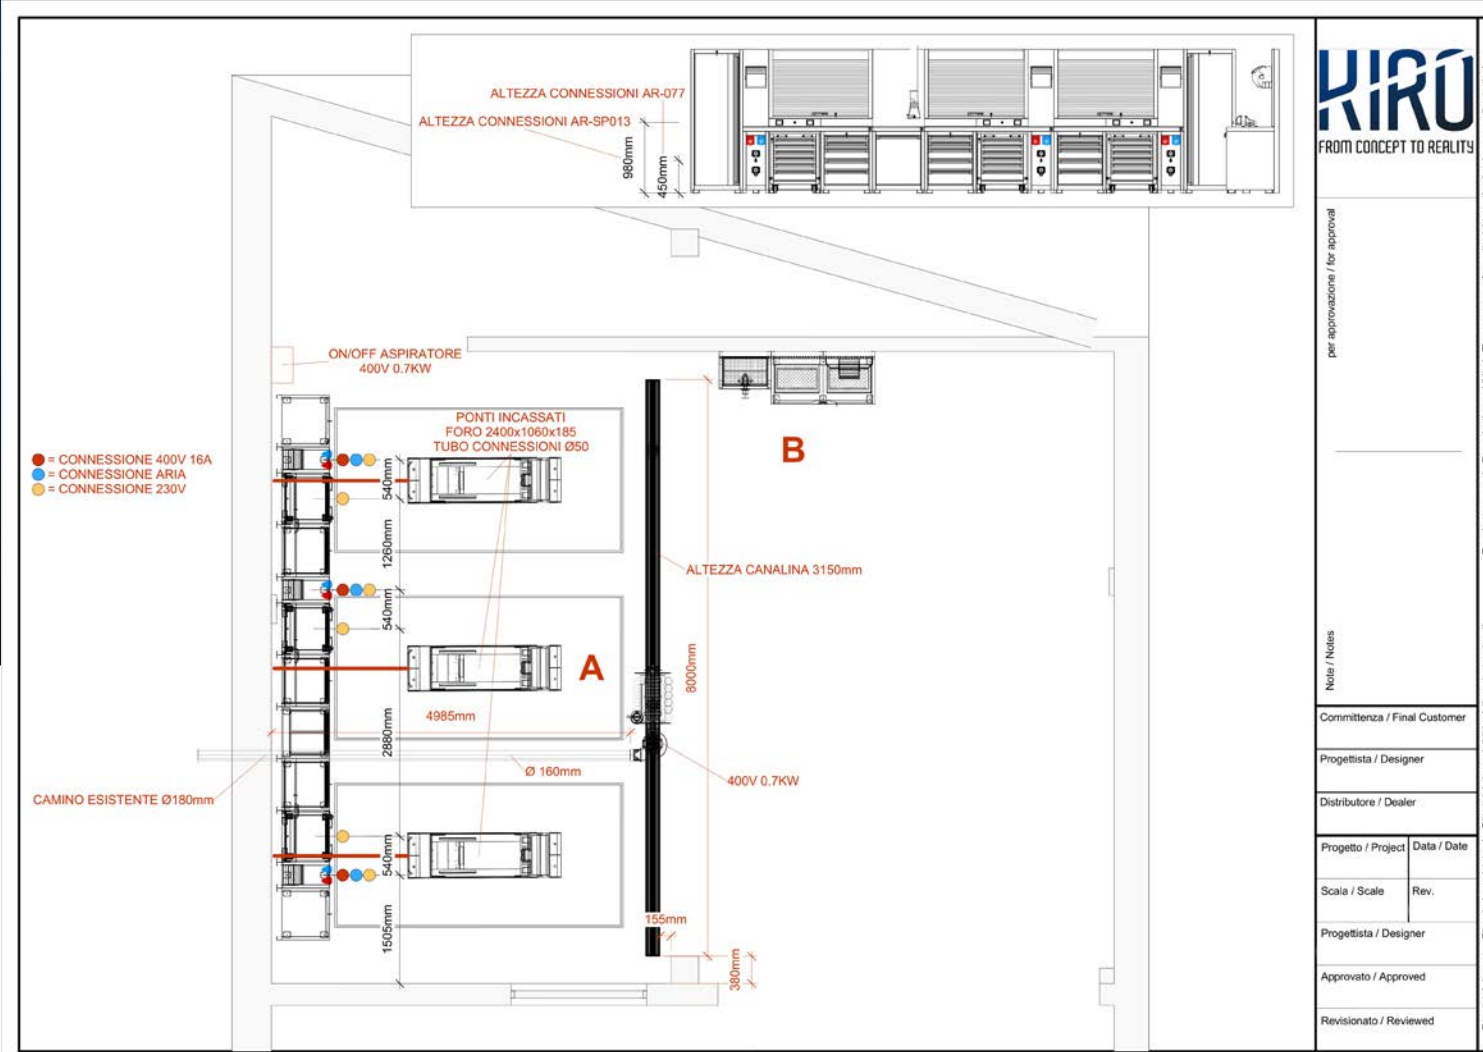 ALTEZZA CONNESSIONI AR-077
ALTEZZA CONNESSIONI AR-SP013
980mm
450mm
KIRO
FROM CONCEPT TO REALITY
per approvazione / for approval
ON/OFF ASPIRATORE
400V 0.7KW
PONTI INCASSATI
FORO 2400x1060x185
TUBO CONNESSIONI Ø50
= CONNESSIONE 400V 16A
= CONNESSIONE ARIA
= CONNESSIONE 230V
B
540mm
1260mm
ALTEZZA CANALINA 3150mm
540mm
A
8000mm
4985mm
2880mm
Ø 160mm
400V 0.7KW
CAMINO ESISTENTE Ø180mm
540mm
1505mm
155mm
380mm
Note / Notes
Committenza / Final Customer
Progettista / Designer
Distributore / Dealer
Progetto / Project
Data / Date
Scala / Scale
Rev.
Progettista / Designer
Approvato / Approved
Revisionato / Reviewed